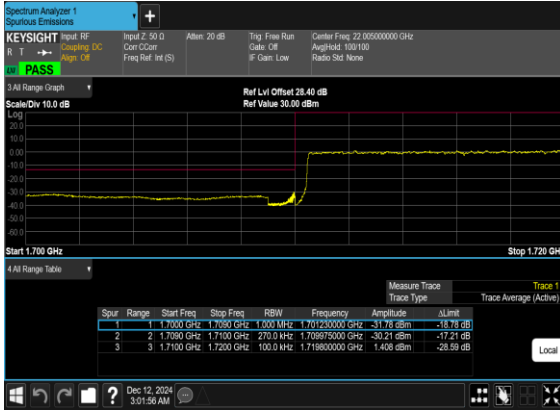 Spectrum Analyzer 1
Spurious Emissions
+
KEYSIGHT Input: RF Input Z: 50 Ω Atten: 20 dB Trig: Free Run Center Freq: 22.005000000 GHz
R T Coupling: DC Corr CCorr Gate: Off Avg|Hold: 100/100
Align: Off Freq Ref: Int (S) IF Gain: Low Radio Std: None
PASS
3 All Range Graph Ref Lvl Offset 28.40 dB
Scale/Div 10.0 dB Ref Value 30.00 dBm
Log
20.0
10.0
0.00
-10.0
-20.0
-30.0
-40.0
-50.0
-60.0
Start 1.700 GHz Stop 1.720 GH
4 All Range Table
Measure Trace Trace 1
Trace Type Trace Average (Active)
Spur Range Start Freq Stop Freq RBW Frequency Amplitude ΔLimit
1 1 1.7000 GHz 1.7090 GHz 1.000 MHz 1.701230000 GHz -31.78 dBm -18.78 dB
2 2 1.7090 GHz 1.7100 GHz 270.0 kHz 1.709975000 GHz -30.21 dBm -17.21 dB
3 3 1.7100 GHz 1.7200 GHz 100.0 kHz 1.719800000 GHz 1.408 dBm -28.59 dB
Local
? Dec 12, 2024
3:01:56 AM